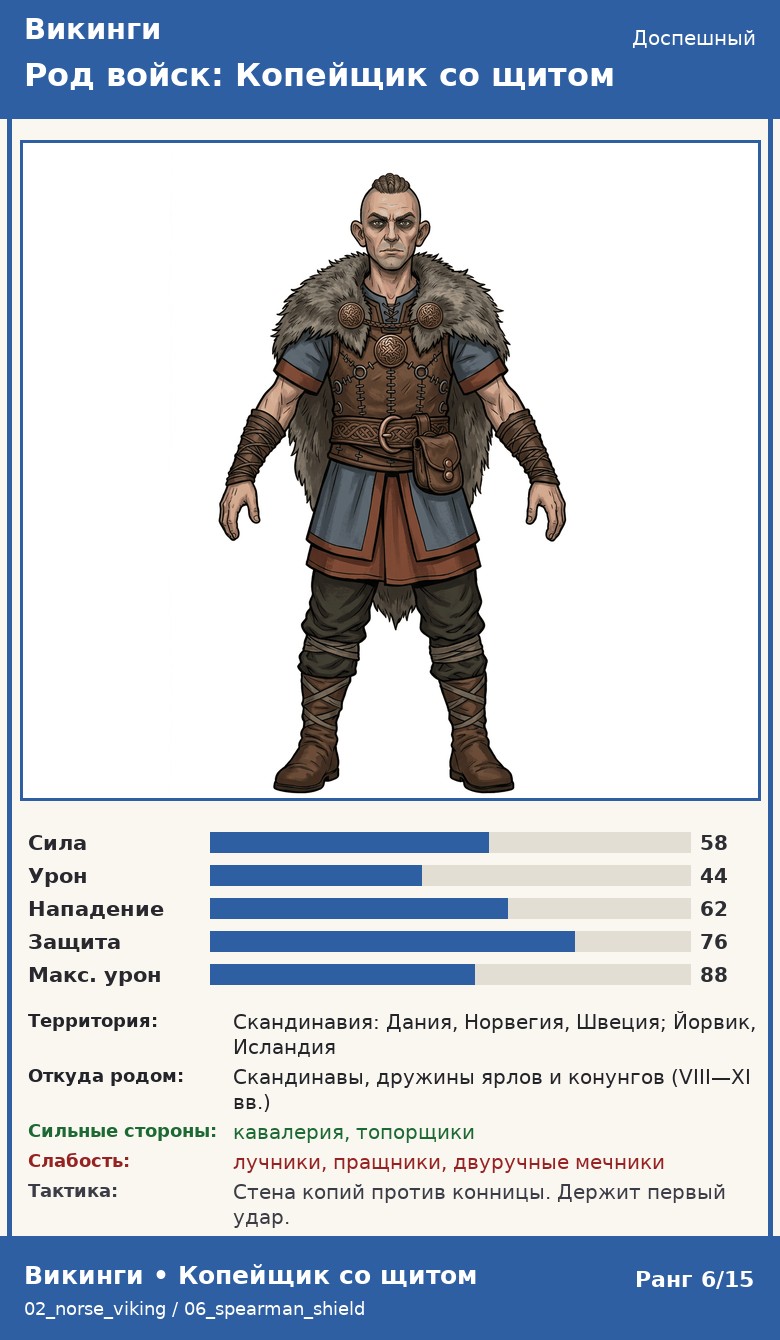 Викинги
Доспешный
Род войск: Копейщик со щитом
Сила 58
Урон 44
Нападение 62
Защита 76
Макс. урон 88
Территория: Скандинавия: Дания, Норвегия, Швеция; Йорвик,
Исландия
Откуда родом: Скандинавы, дружины ярлов и конунгов (VIII—XI
вв.)
Сильные стороны: кавалерия, топорщики
Слабость: лучники, пращники, двуручные мечники
Тактика: Стена копий против конницы. Держит первый
удар.
Викинги • Копейщик со щитом
Ранг 6/15
02_norse_viking / 06_spearman_shield